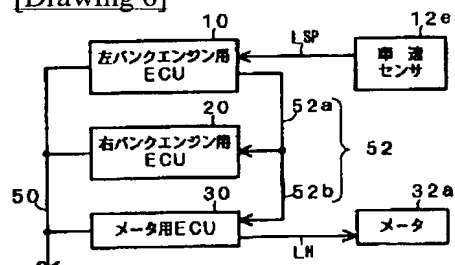 [Drawing 6]
10
左バンクエンジン用
ECU
LSP
12e
車速
センサ
52a
20
右バンクエンジン用
ECU
52
50
52b
30
メータ用ECU
LM
32a
メータ